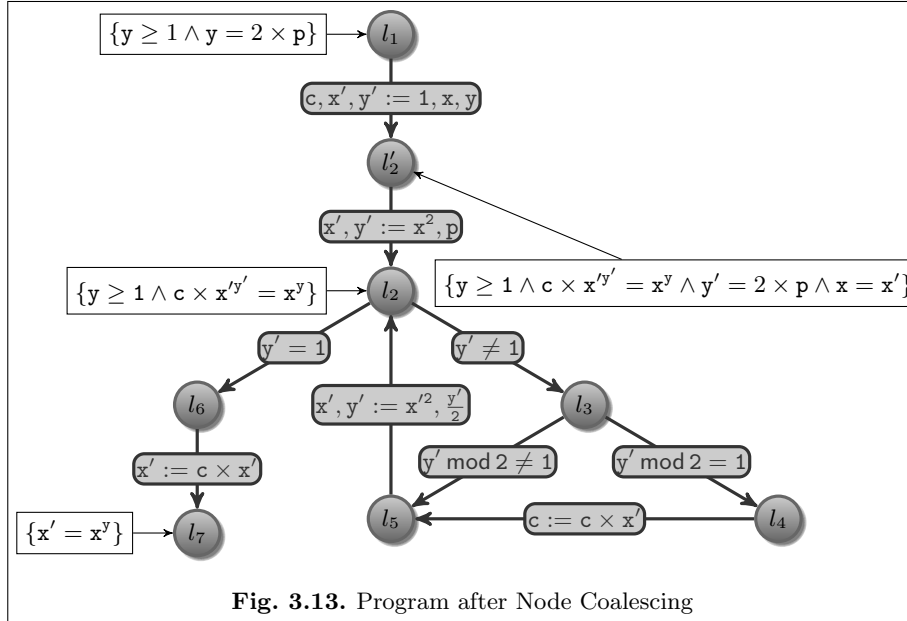 {y ≥ 1 ∧ y = 2 × p}
l₁
c, x′, y′ := 1, x, y
l′₂
x′, y′ := x², p
{y ≥ 1 ∧ c × x′^y′ = x^y}
l₂
{y ≥ 1 ∧ c × x′^y′ = x^y ∧ y′ = 2 × p ∧ x = x′}
y′ = 1
y′ ≠ 1
l₆
x′, y′ := x′², y′/2
l₃
x′ := c × x′
y′ mod 2 ≠ 1
y′ mod 2 = 1
{x′ = x^y}
l₇
l₅
c := c × x′
l₄
Fig. 3.13. Program after Node Coalescing